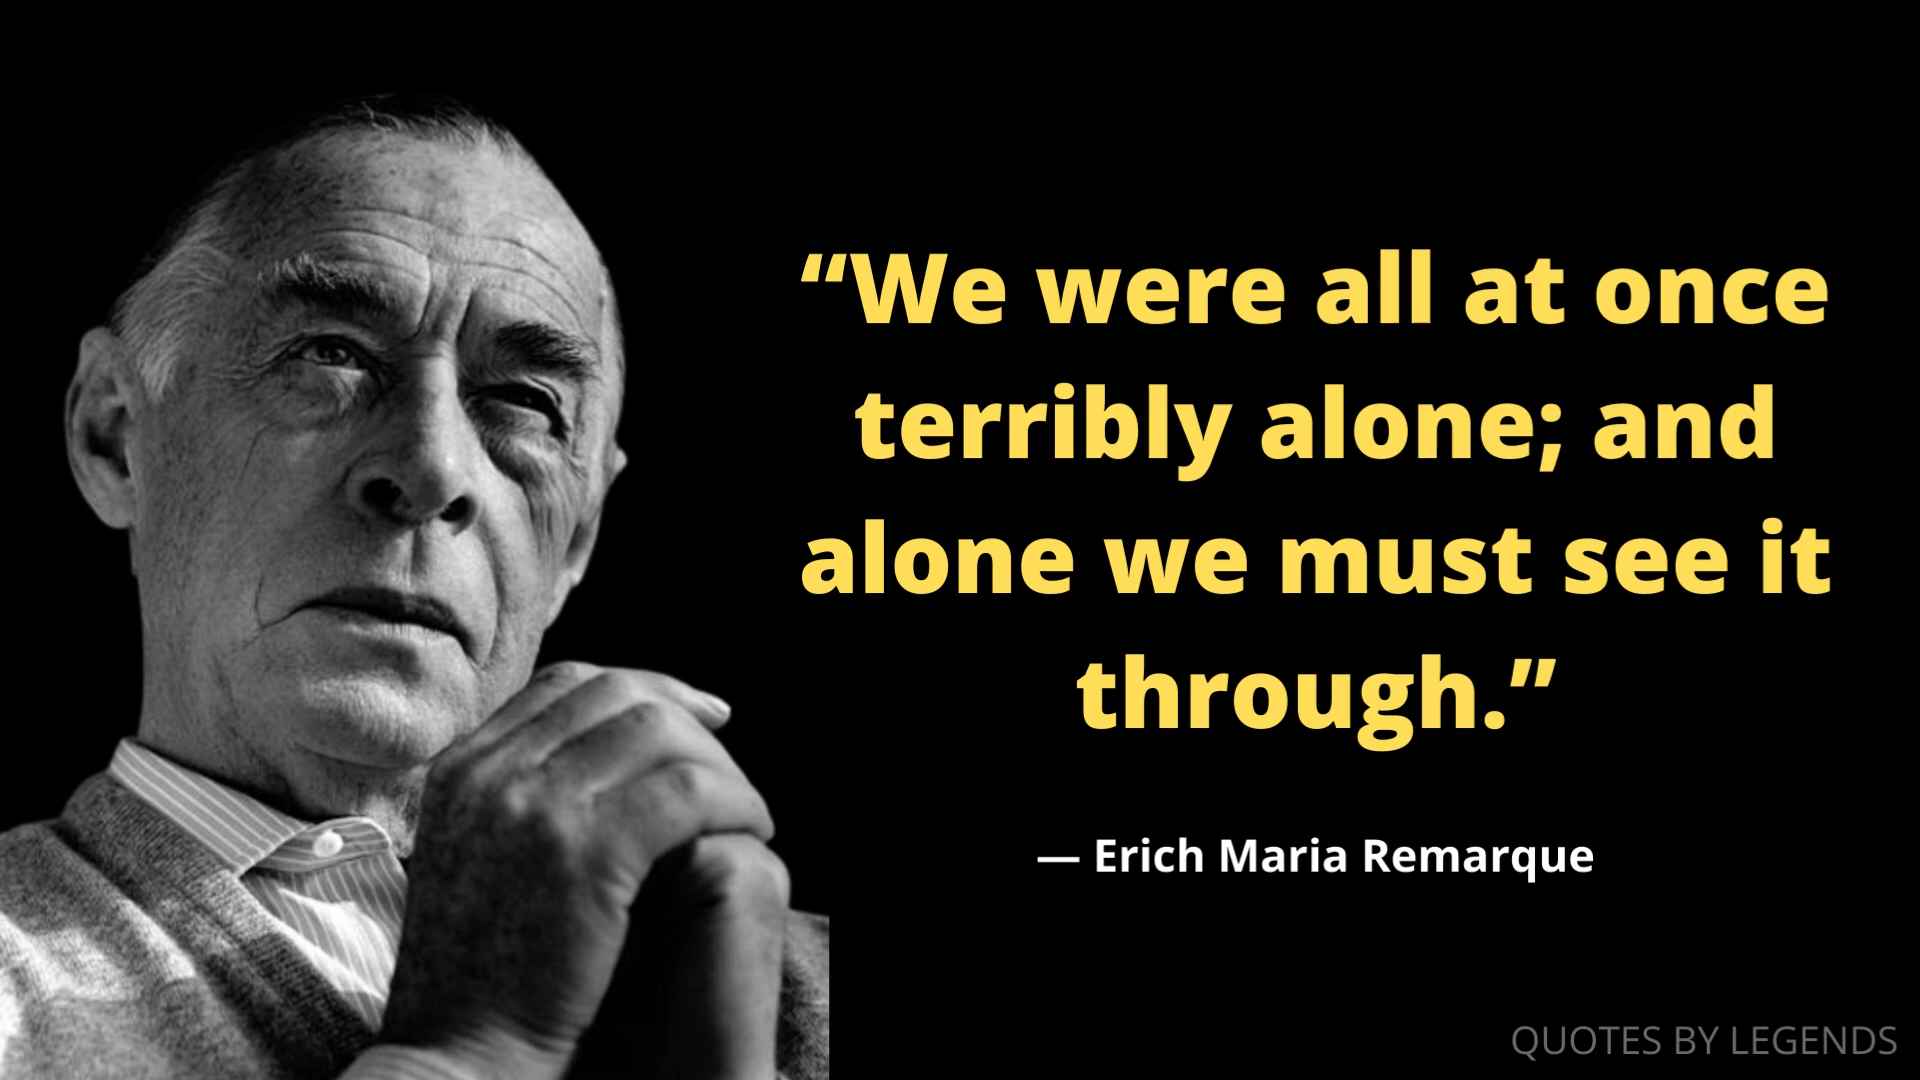 “We were all at once
terribly alone; and
alone we must see it
through.”
— Erich Maria Remarque
QUOTES BY LEGENDS